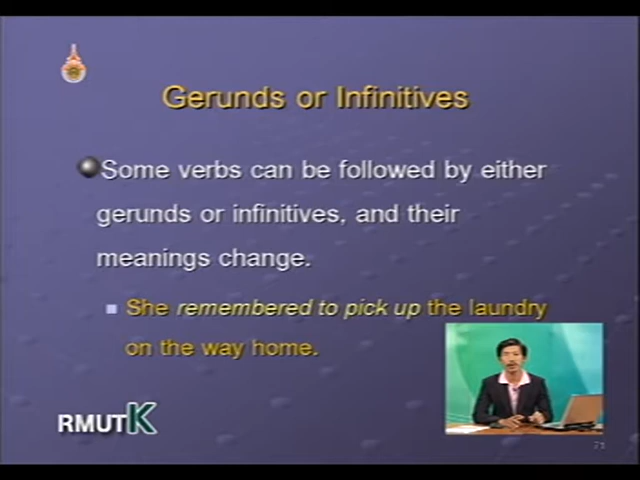 Gerunds or Infinitives
Some verbs can be followed by either
gerunds or infinitives, and their
meanings change.
She remembered to pick up the laundry
on the way home.
RMUTK
71